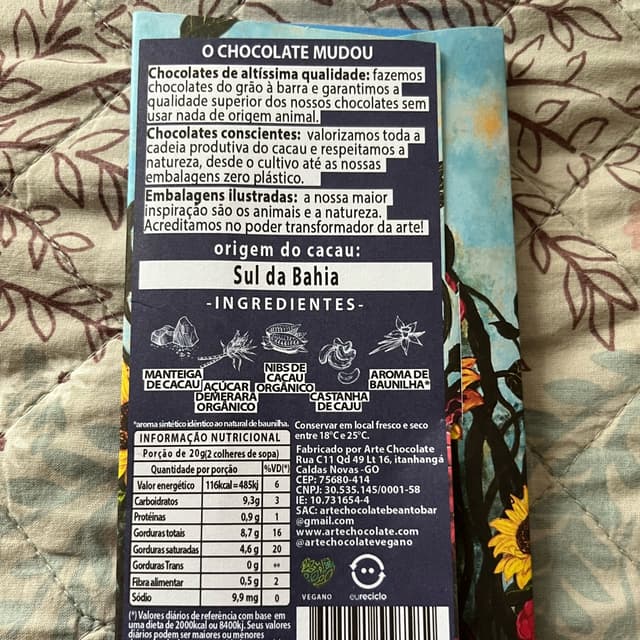 O CHOCOLATE MUDOU
Chocolates de altíssima qualidade: fazemos
chocolates do grão à barra e garantimos a
qualidade superior dos nossos chocolates sem
usar nada de origem animal.
Chocolates conscientes: valorizamos toda a
cadeia produtiva do cacau e respeitamos a
natureza, desde o cultivo até as nossas
embalagens zero plástico.
Embalagens ilustradas: a nossa maior
inspiração são os animais e a natureza.
Acreditamos no poder transformador da arte!
origem do cacau:
Sul da Bahia
-INGREDIENTES-
MANTEIGA
DE CACAU
AÇÚCAR
DEMERARA
ORGÂNICO
NIBS DE
CACAU
ORGÂNICO
CASTANHA
DE CAJU
AROMA DE
BAUNILHA*
*aroma sintético idêntico ao natural de baunilha.
INFORMAÇÃO NUTRICIONAL
Porção de 20g(2 colheres de sopa)
Quantidade por porção %VD(*)
Valor energético 116kcal=485kj 6
Carboidratos 9,3g 3
Proteínas 0,9 g 1
Gorduras totais 8,7 g 16
Gorduras saturadas 4,6 g 20
Gorduras Trans 0 g **
Fibra alimentar 0,5 g 2
Sódio 9,9 mg 0
(*) Valores diários de referência com base em
uma dieta de 2000kcal ou 8400kj. Seus valores
diários podem ser maiores ou menores
Conservar em local fresco e seco
entre 18°C e 25°C.
Fabricado por Arte Chocolate
Rua C11 Qd 49 Lt 16, itanhangá
Caldas Novas -GO
CEP: 75680-414
CNPJ: 30.535.145/0001-58
IE: 10.731654-4
SAC: artechocolatebeantobar
@gmail.com
www.artechocolate.com
@artechocolatevegano
VEGANO
eureciclo